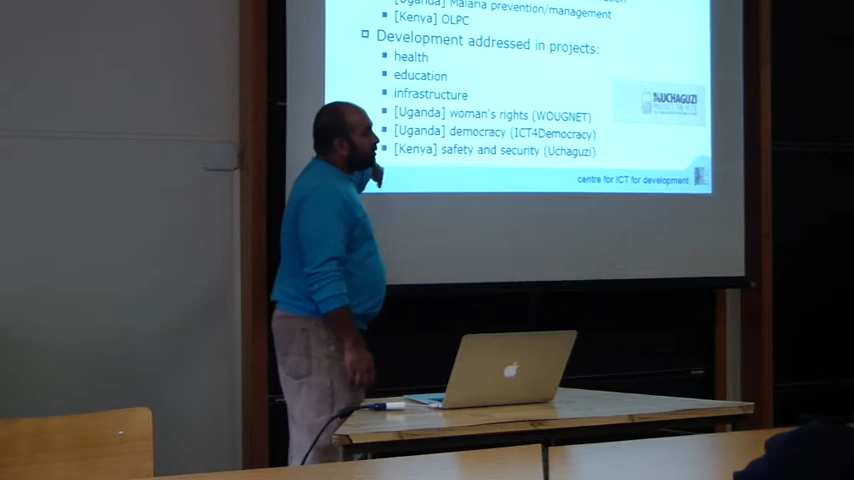 [Uganda] Malaria prevention/management
[Kenya] OLPC
Development addressed in projects:
health
education
infrastructure
[Uganda] woman's rights (WOUGNET)
[Uganda] democracy (ICT4Democracy)
[Kenya] safety and security (Uchaguzi)
UCHAGUZI
centre for ICT for development